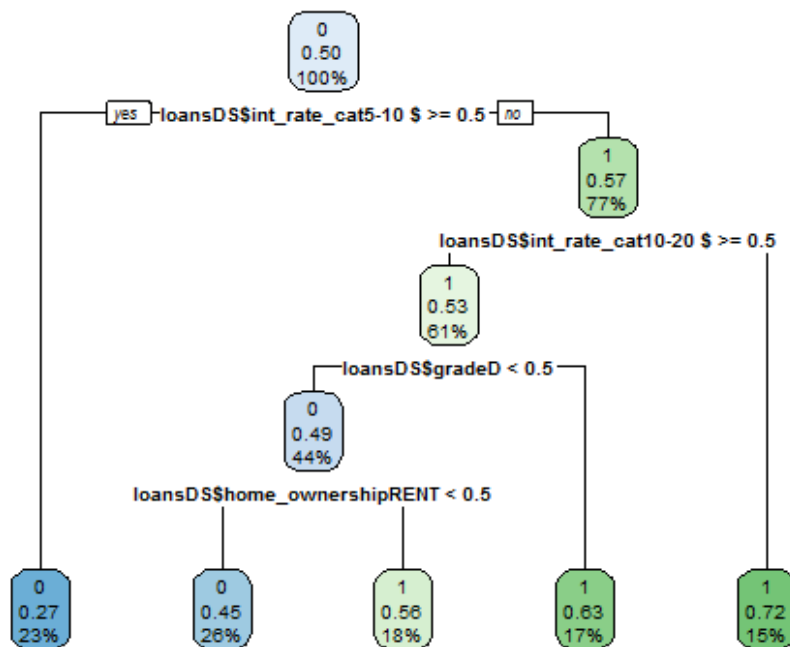 0
0.50
100%
yes loansDS$int_rate_cat5-10 $ >= 0.5 no
1
0.57
77%
loansDS$int_rate_cat10-20 $ >= 0.5
1
0.53
61%
loansDS$gradeD < 0.5
0
0.49
44%
loansDS$home_ownershipRENT < 0.5
0 0 1 1 1
0.27 0.45 0.56 0.63 0.72
23% 26% 18% 17% 15%